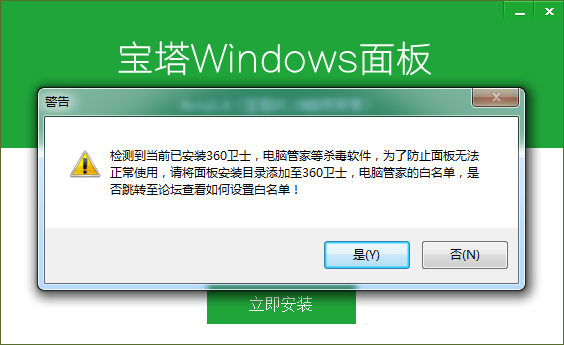 宝塔Windows面板
警告
检测到当前已安装360卫士，电脑管家等杀毒软件，为了防止面板无法
正常使用，请将面板安装目录添加至360卫士，电脑管家的白名单，是
否跳转至论坛查看如何设置白名单！
是(Y)
否(N)
立即安装